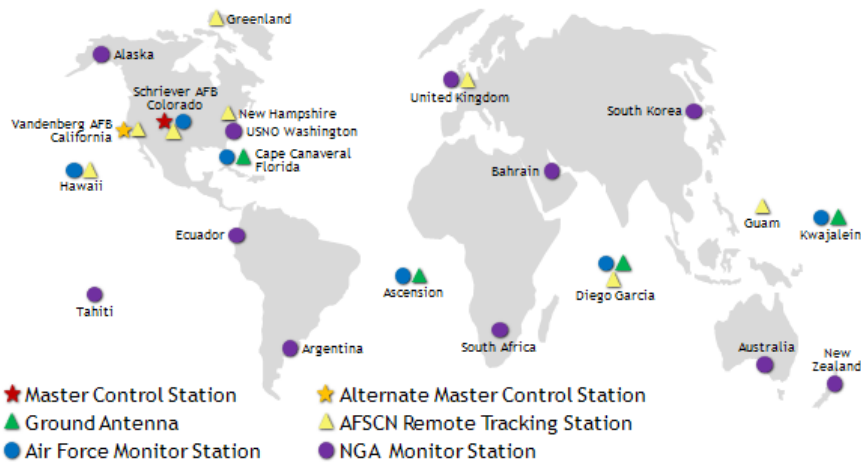 Greenland
Alaska
Schriever AFB
Colorado
New Hampshire
USNO Washington
Vandenberg AFB
California
Cape Canaveral
Florida
Hawaii
United Kingdom
South Korea
Bahrain
Ecuador
Guam
Kwajalein
Ascension
Diego Garcia
Tahiti
Argentina
South Africa
Australia
New
Zealand
Master Control Station
Alternate Master Control Station
Ground Antenna
AFSCN Remote Tracking Station
Air Force Monitor Station
NGA Monitor Station